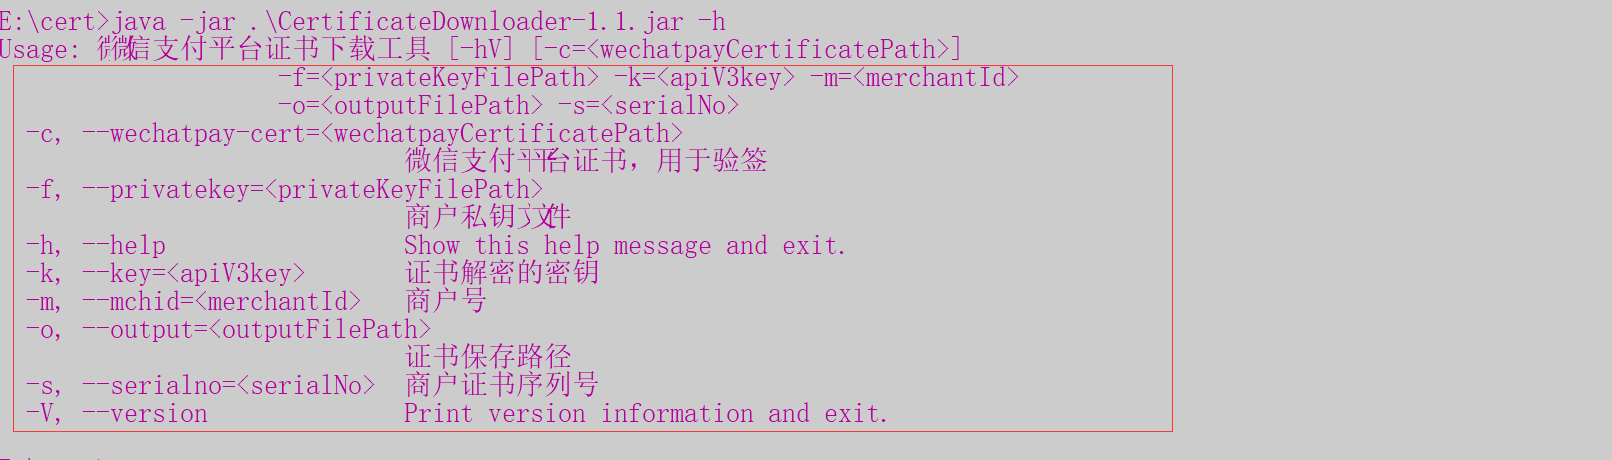 E:\cert>java -jar .\CertificateDownloader-1.1.jar -h
Usage: 微信支付平台证书下载工具 [-hV] [-c=<wechatpayCertificatePath>]
-f=<privateKeyFilePath> -k=<apiV3key> -m=<merchantId>
-o=<outputFilePath> -s=<serialNo>
-c, --wechatpay-cert=<wechatpayCertificatePath>
微信支付平台证书，用于验签
-f, --privatekey=<privateKeyFilePath>
商户私钥文件
-h, --help Show this help message and exit.
-k, --key=<apiV3key> 证书解密的密钥
-m, --mchid=<merchantId> 商户号
-o, --output=<outputFilePath>
证书保存路径
-s, --serialno=<serialNo> 商户证书序列号
-V, --version Print version information and exit.